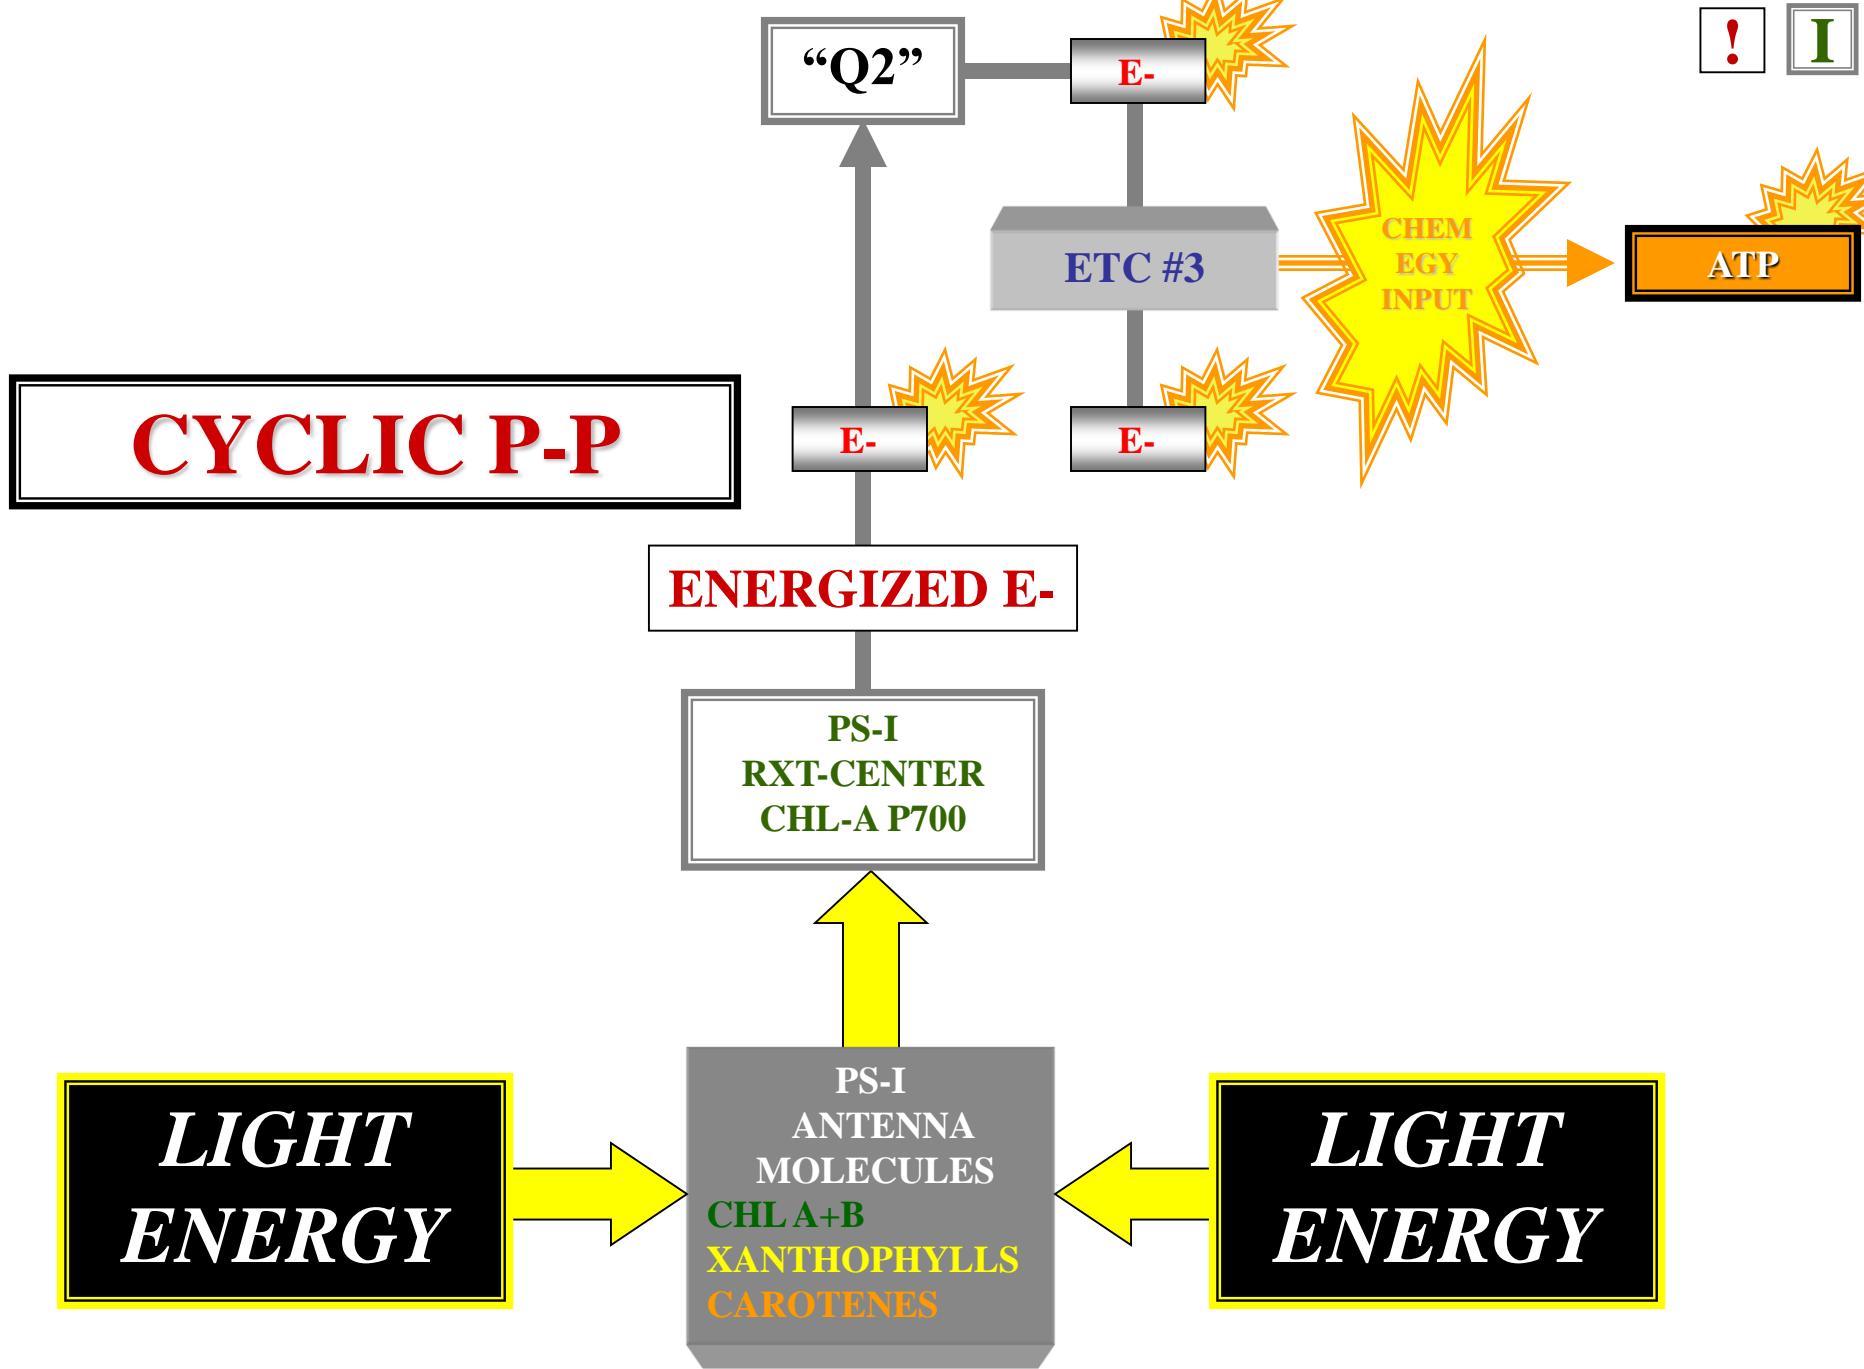 “Q2”
E-
!
I
ETC #3
CHEM
EGY
INPUT
ATP
CYCLIC P-P
E-
E-
ENERGIZED E-
PS-I
RXT-CENTER
CHL-A P700
LIGHT
ENERGY
PS-I
ANTENNA
MOLECULES
CHL A+B
XANTHOPHYLLS
CAROTENES
LIGHT
ENERGY